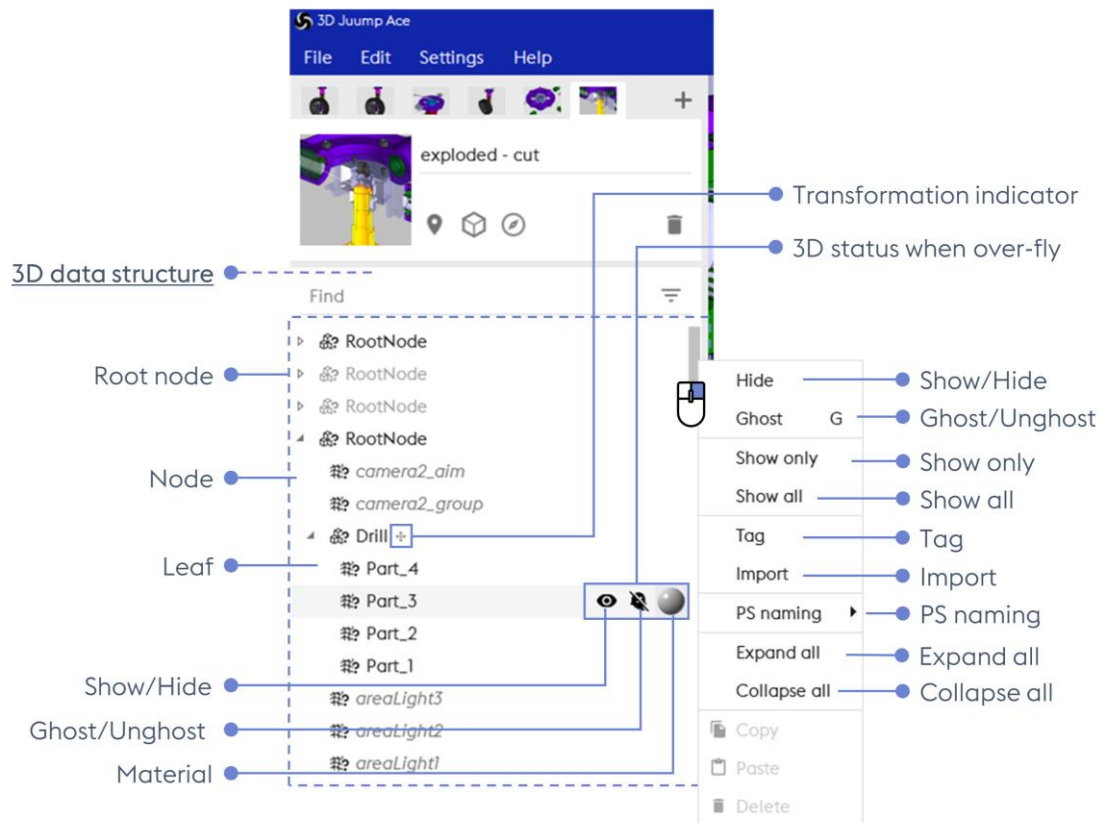 3D Juump Ace
File Edit Settings Help
exploded - cut
Transformation indicator
3D status when over-fly
3D data structure
Find
RootNode
Root node
RootNode
RootNode
RootNode
Node
camera2_aim
camera2_group
Drill
Leaf
Part_4
Part_3
Part_2
Part_1
Show/Hide
areaLight3
Ghost/Unghost
areaLight2
Material
areaLight1
Hide
Show/Hide
Ghost G
Ghost/Unghost
Show only
Show only
Show all
Show all
Tag
Tag
Import
Import
PS naming
PS naming
Expand all
Expand all
Collapse all
Collapse all
Copy
Paste
Delete